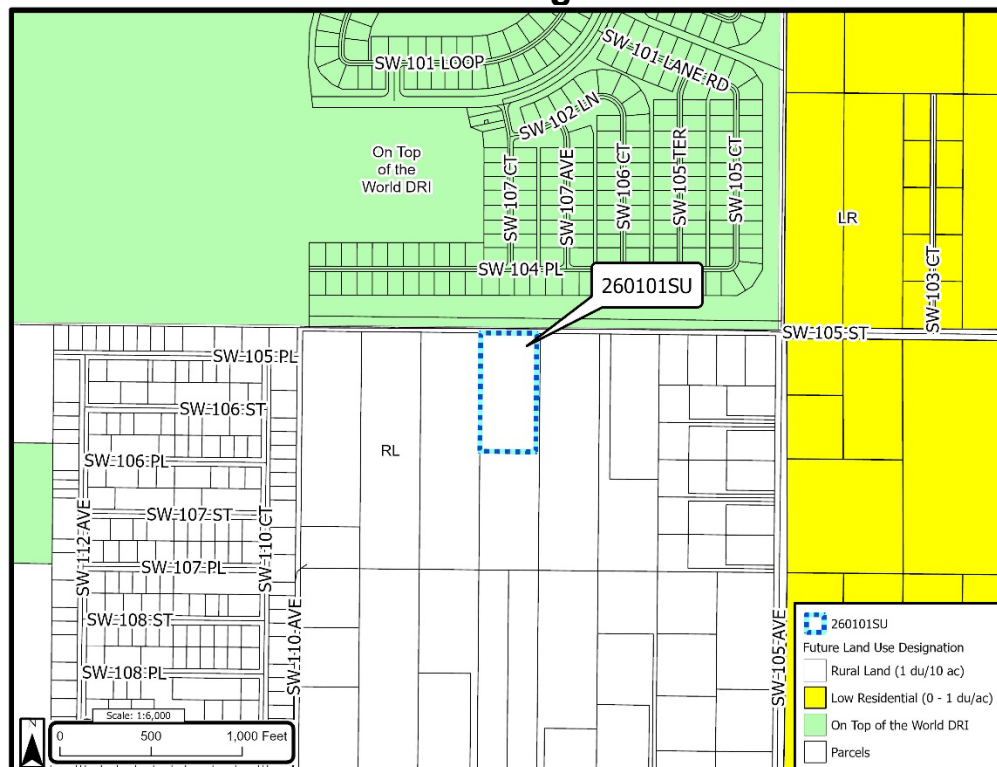 SW 101 LOOP
SW 101 LANE RD
SW 102 LN
On Top
of the
World DRI
SW 107 CT
SW 107 AVE
SW 106 CT
SW 105 TER
SW 105 CT
LR
SW 103 CT
SW 104 PL
260101SU
SW 105 ST
SW 105 PL
SW 106 ST
RL
SW 106 PL
SW 107 ST
SW 112 AVE
SW 110 CT
SW 107 PL
SW 108 ST
SW 110 AVE
SW 105 AVE
SW 108 PL
260101SU
Future Land Use Designation
Rural Land (1 du/10 ac)
Low Residential (0 - 1 du/ac)
On Top of the World DRI
Parcels
Scale: 1:6,000
N
0 500 1,000 Feet